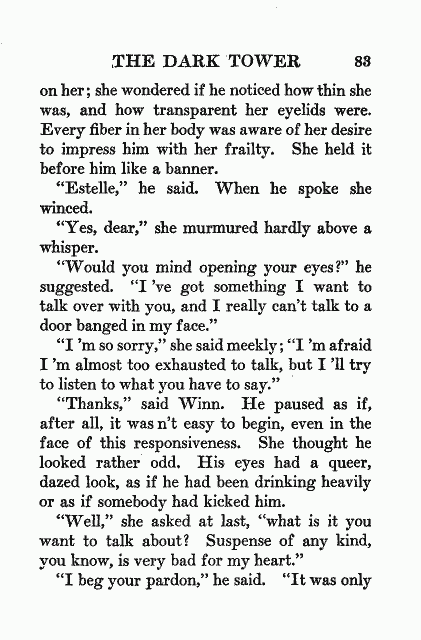 THE DARK TOWER 83
on her; she wondered if he noticed how thin she
was, and how transparent her eyelids were.
Every fiber in her body was aware of her desire
to impress him with her frailty. She held it
before him like a banner.
“Estelle,” he said. When he spoke she
winced.
“Yes, dear,” she murmured hardly above a
whisper.
“Would you mind opening your eyes?” he
suggested. “I 've got something I want to
talk over with you, and I really can't talk to a
door banged in my face.”
“I 'm so sorry,” she said meekly; “I 'm afraid
I 'm almost too exhausted to talk, but I 'll try
to listen to what you have to say.”
“Thanks,” said Winn. He paused as if,
after all, it was n't easy to begin, even in the
face of this responsiveness. She thought he
looked rather odd. His eyes had a queer,
dazed look, as if he had been drinking heavily
or as if somebody had kicked him.
“Well,” she asked at last, “what is it you
want to talk about? Suspense of any kind,
you know, is very bad for my heart.”
“I beg your pardon,” he said. “It was only